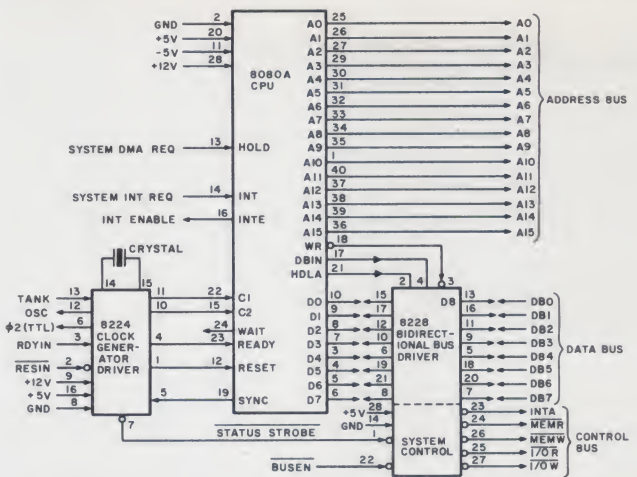 GND 2
+5V 20
-5V 11
+12V 28
8080A
CPU
A0 25 A0
A1 26 A1
A2 27 A2
A3 29 A3
A4 30 A4
A5 31 A5
A6 32 A6
A7 33 A7
A8 34 A8
A9 35 A9
A10 1 A10
A11 40 A11
A12 37 A12
A13 38 A13
A14 39 A14
A15 36 A15
ADDRESS BUS
SYSTEM DMA REQ 13 HOLD
SYSTEM INT REQ 14 INT
INT ENABLE 16 INTE
WR 18
DBIN 17
HDLA 21
2 4 3
CRYSTAL
14 15
TANK 13
OSC 12
ϕ2(TTL) 6
RDYIN 3
RESIN 2
+12V 9
+5V 16
GND 8
8224
CLOCK
GENER-
ATOR
DRIVER
11 22 C1
10 15 C2
24 WAIT
4 23 READY
1 12 RESET
5 19 SYNC
7
D0 10 15
D1 9 17
D2 8 12
D3 7 10
D4 3 6
D5 4 19
D6 5 21
D7 6 8
8228
BIDIRECT-
IONAL BUS
DRIVER
DB 13 DB0
16 DB1
11 DB2
9 DB3
5 DB4
18 DB5
20 DB6
7 DB7
DATA BUS
+5V 28
GND 14
STATUS STROBE 1
BUSEN 22
SYSTEM
CONTROL
23 INTA
24 MEMR
26 MEMW
25 I/OR
27 I/OW
CONTROL
BUS